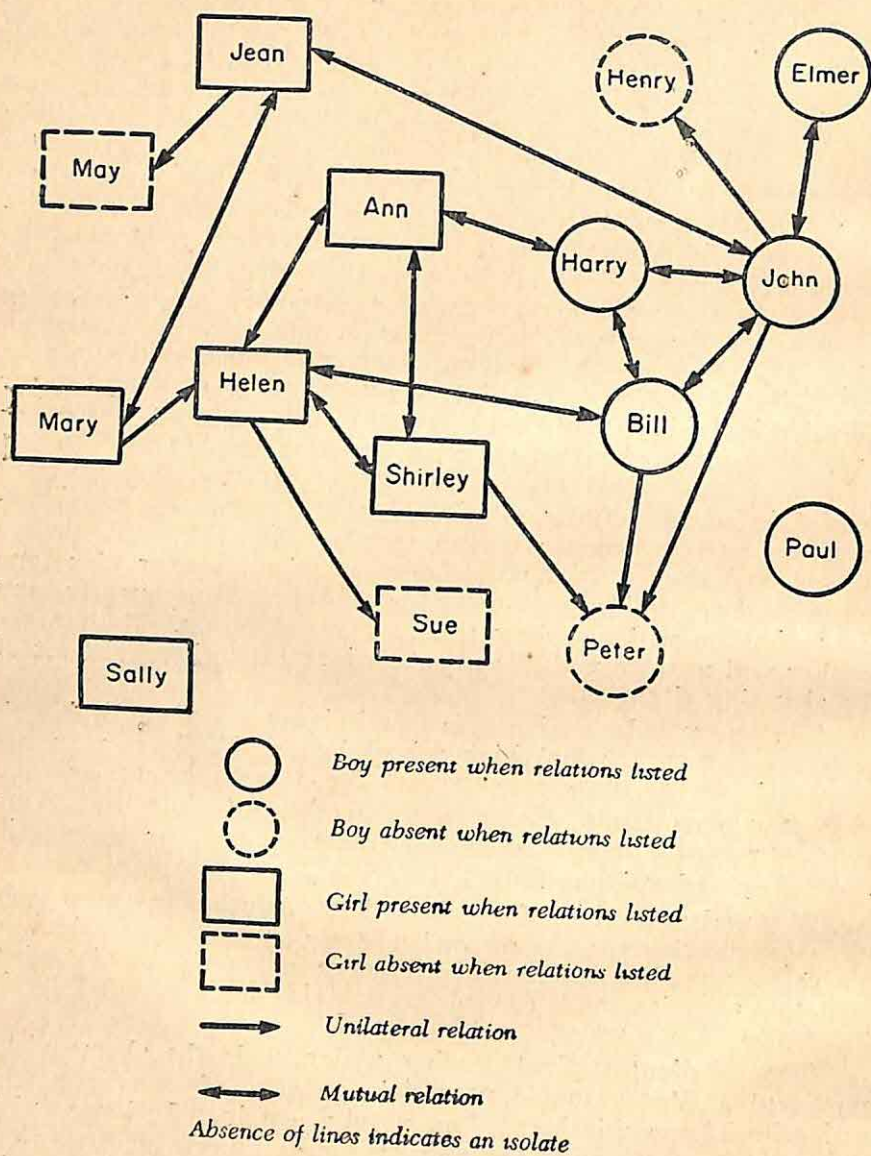 Jean
Henry
Elmer
May
Ann
Harry
John
Helen
Mary
Bill
Shirley
Paul
Sue
Peter
Sally
Boy present when relations listed
Boy absent when relations listed
Girl present when relations listed
Girl absent when relations listed
Unilateral relation
Mutual relation
Absence of lines indicates an isolate